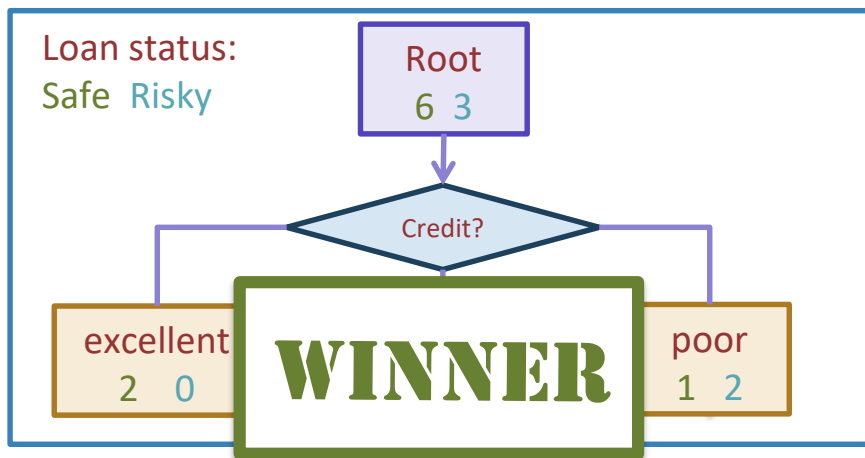 Loan status:
Safe Risky
Root
6 3
Credit?
excellent
2 0
WINNER
poor
1 2